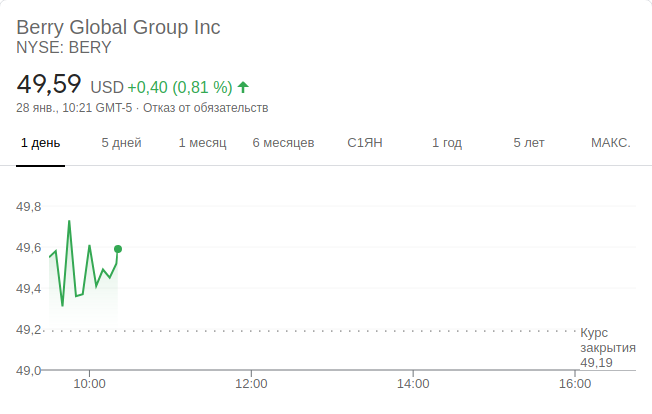 Berry Global Group Inc
NYSE: BERY
49,59 USD +0,40 (0,81 %)
28 янв., 10:21 GMT-5 · Отказ от обязательств
1 день 5 дней 1 месяц 6 месяцев С1ЯН 1 год 5 лет МАКС.
49,8
49,6
49,4
49,2
49,0
Курс
закрытия
49,19
10:00 12:00 14:00 16:00